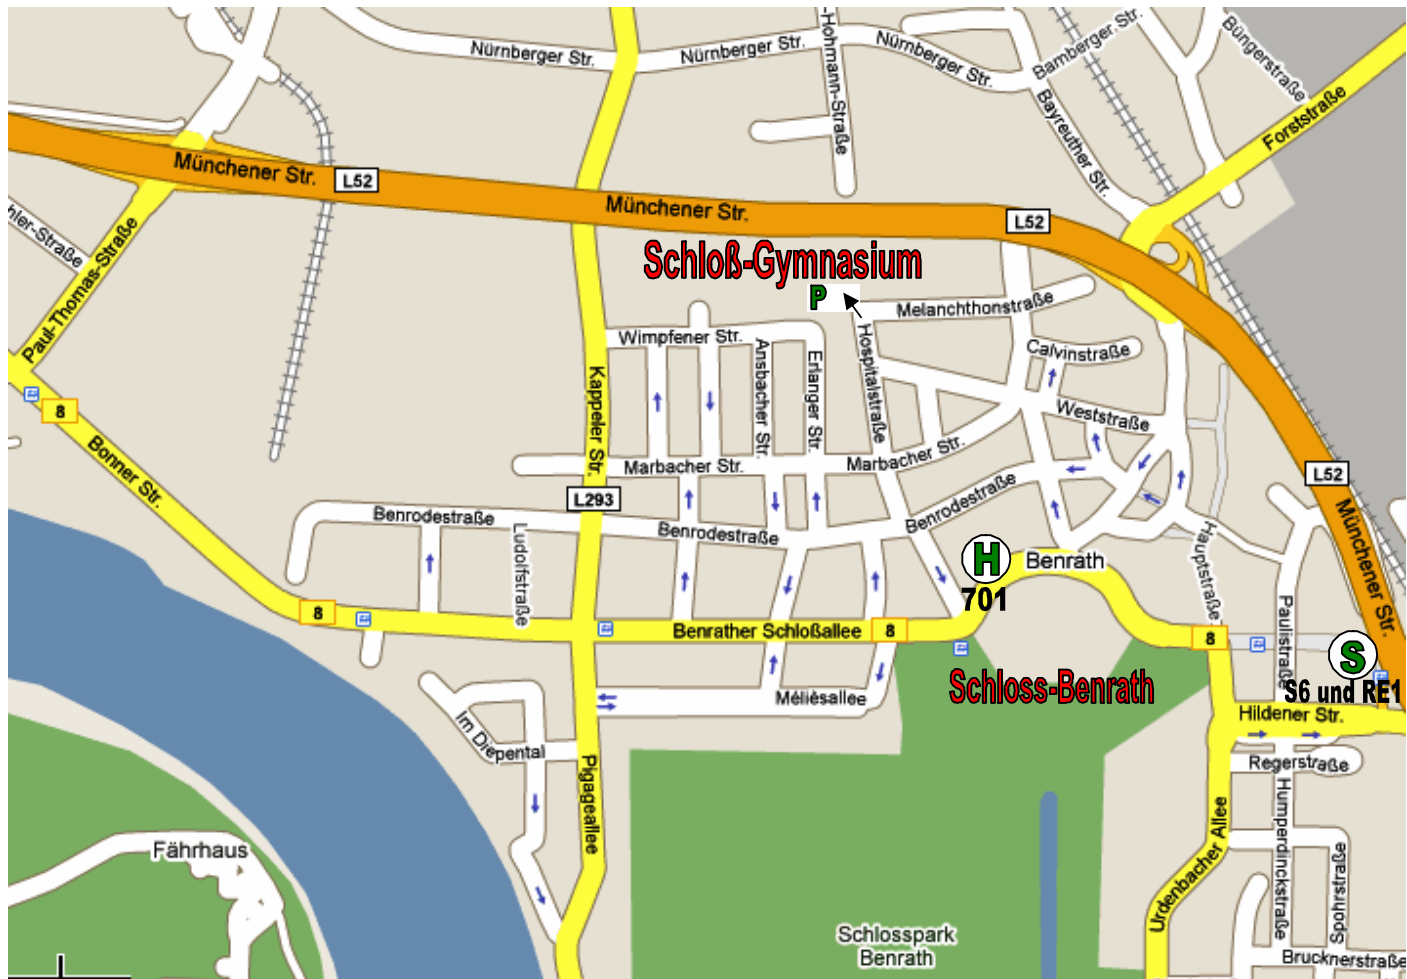 Nürnberger Str.
Nürnberger Str.
Nürnberger Str.
-Hohmann-Straße
Bamberger Str.
Büngerstraße
Bayreuther Str.
Forststraße
Münchener Str.
L52
Münchener Str.
L52
hler-Straße
Paul-Thomas-Straße
Schloß-Gymnasium
P
Melanchthonstraße
Wimpfener Str.
Ansbacher Str.
Erlanger Str.
Hospitalstraße
Calvinstraße
Kappeler Str.
Weststraße
8
Bonner Str.
Marbacher Str.
Marbacher Str.
L52
Münchener Str.
L293
Benrodestraße
Ludolfstraße
Benrodestraße
Benrodestraße
Hauptstraße
H
701
Benrath
8
Benrather Schloßallee
8
8
Paulistraße
S
S6 und RE1
Schloss-Benrath
Méliésallee
Hildener Str.
Im Diepental
Regerstraße
Pigageallee
Urdenbacher Allee
Humperdinckstraße
Spohrstraße
Fährhaus
Schlosspark
Benrath
Brucknerstraße